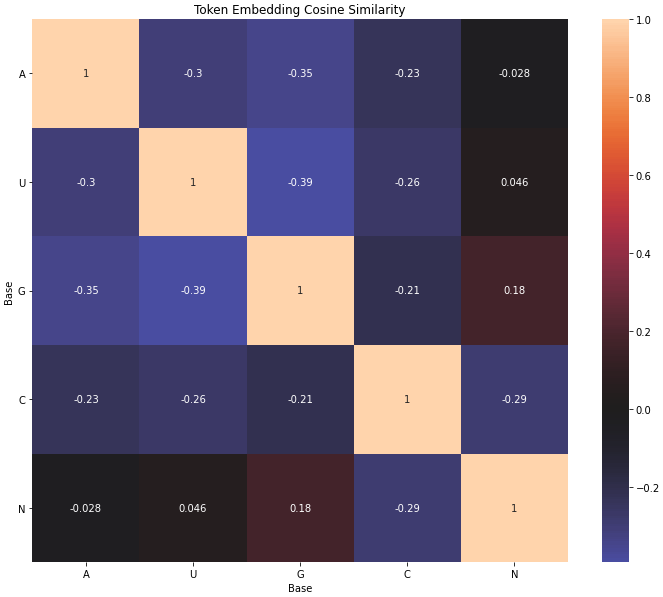 Token Embedding Cosine Similarity
A 1 -0.3 -0.35 -0.23 -0.028
U -0.3 1 -0.39 -0.26 0.046
G -0.35 -0.39 1 -0.21 0.18
C -0.23 -0.26 -0.21 1 -0.29
N -0.028 0.046 0.18 -0.29 1
A U G C N
Base
Base
1.0
0.8
0.6
0.4
0.2
0.0
−0.2